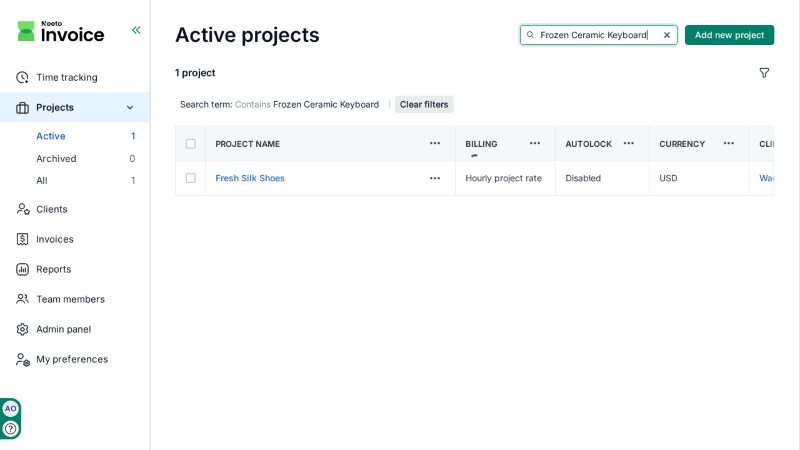 Neeto
Invoice
Time tracking
Projects
Active 1
Archived 0
All 1
Clients
Invoices
Reports
Team members
Admin panel
My preferences
AO
Active projects
Frozen Ceramic Keyboard
Add new project
1 project
Search term: Contains Frozen Ceramic Keyboard
Clear filters
PROJECT NAME BILLING AUTOLOCK CURRENCY CLI
Fresh Silk Shoes Hourly project rate Disabled USD Wa